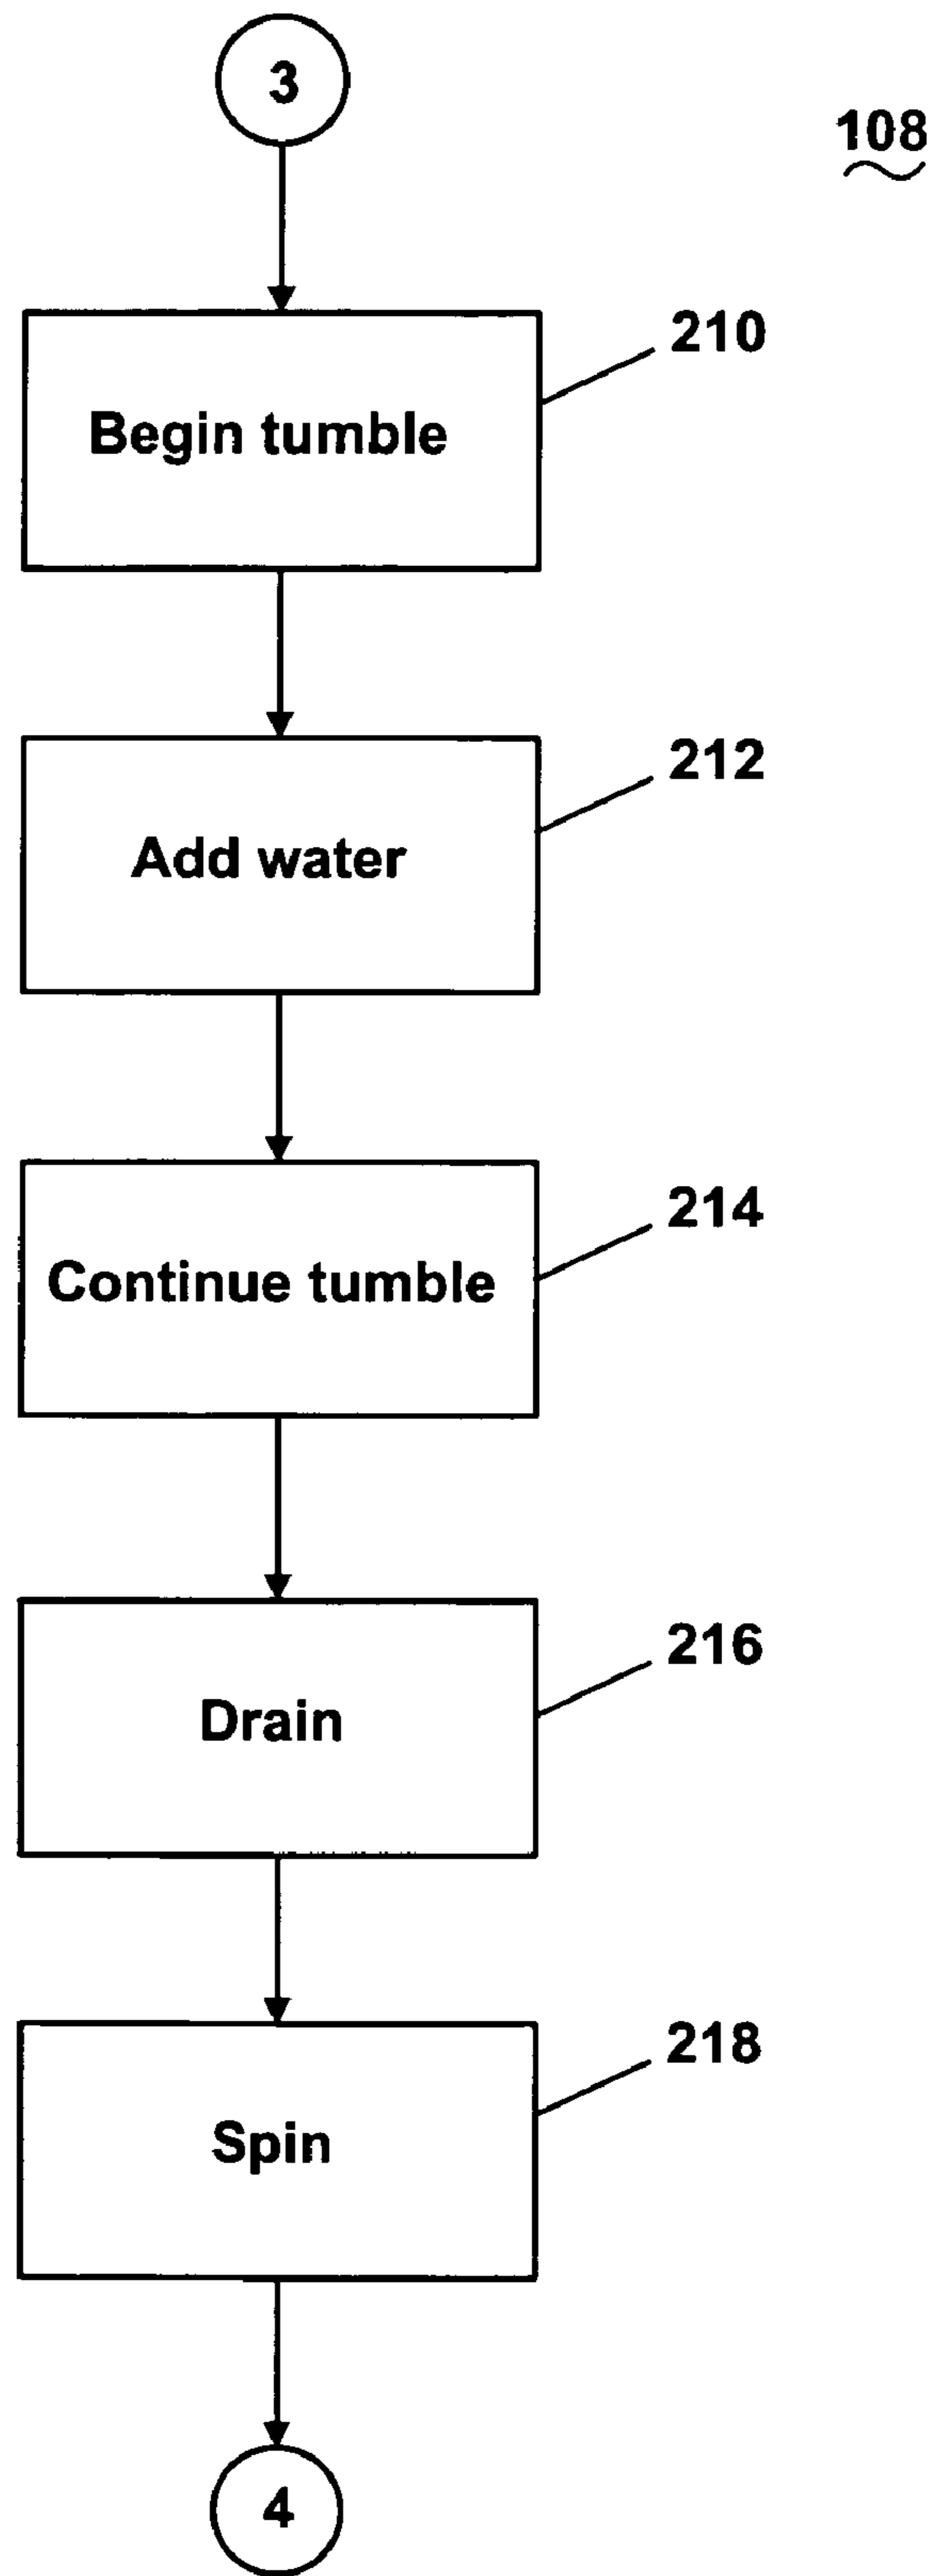 3
108
210
Begin tumble
212
Add water
214
Continue tumble
216
Drain
218
Spin
4